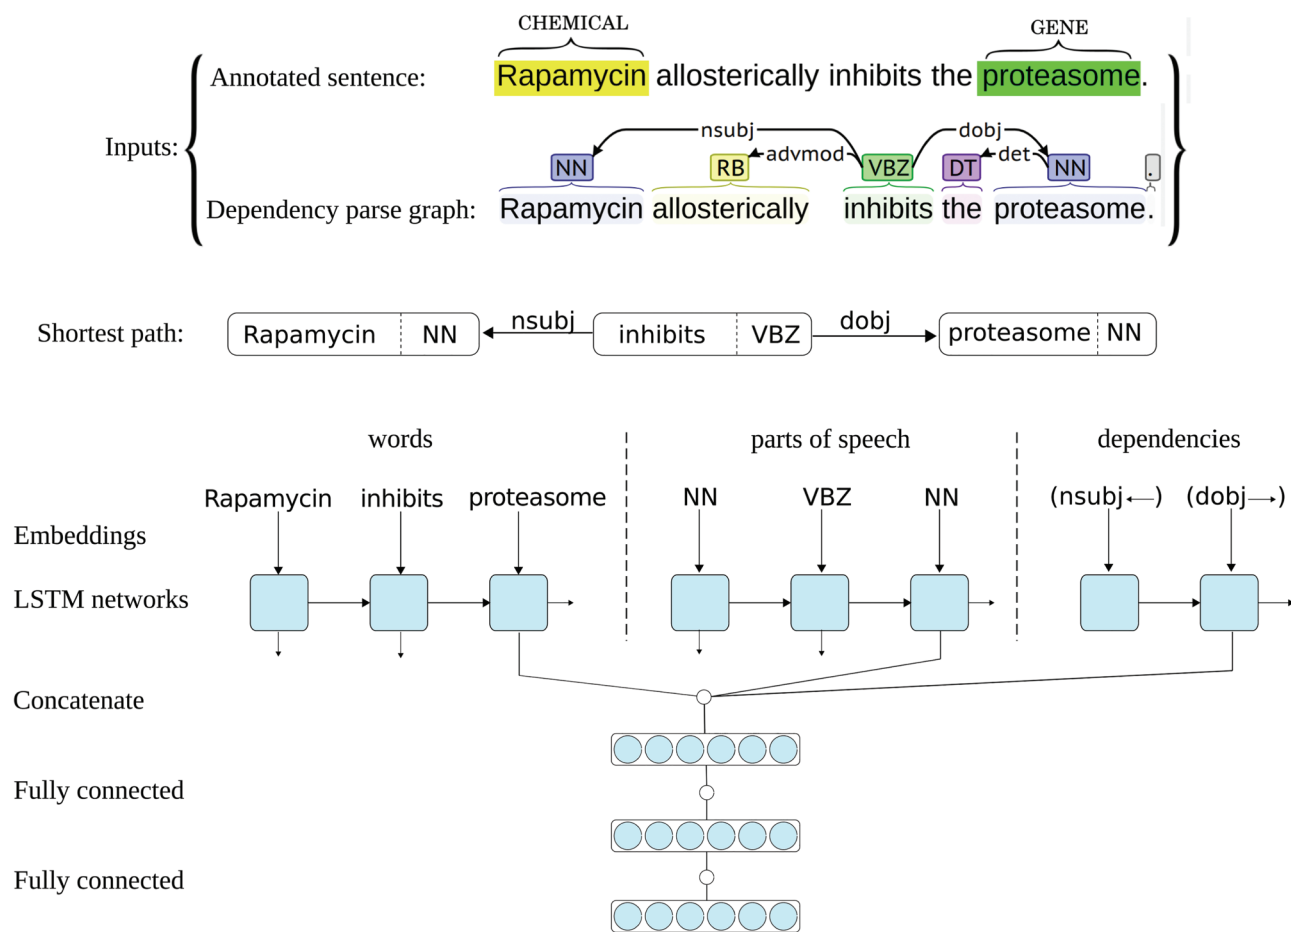 CHEMICAL GENE
Annotated sentence: Rapamycin allosterically inhibits the proteasome.
Inputs:
nsubj dobj
advmod det
NN RB VBZ DT NN .
Dependency parse graph: Rapamycin allosterically inhibits the proteasome.
Shortest path: Rapamycin NN nsubj inhibits VBZ dobj proteasome NN
words parts of speech dependencies
Rapamycin inhibits proteasome NN VBZ NN (nsubj←) (dobj→)
Embeddings
LSTM networks
Concatenate
Fully connected
Fully connected